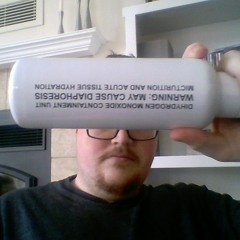 DIHYDROGEN MONOXIDE CONTAINMENT UNIT
WARNING: MAY CAUSE DIAPHORESIS
MICTURITION AND ACUTE TISSUE HYDRATION